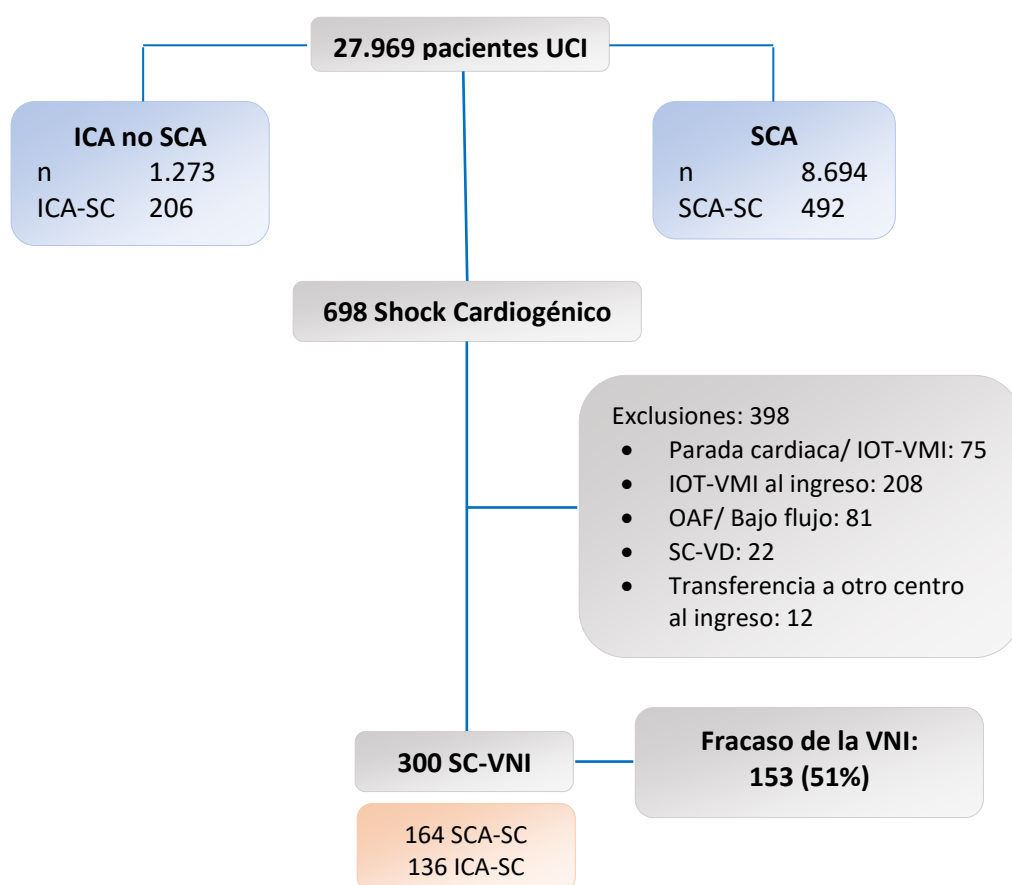 27.969 pacientes UCI
ICA no SCA
n 1.273
ICA-SC 206
SCA
n 8.694
SCA-SC 492
698 Shock Cardiogénico
Exclusiones: 398
• Parada cardiaca/ IOT-VMI: 75
• IOT-VMI al ingreso: 208
• OAF/ Bajo flujo: 81
• SC-VD: 22
• Transferencia a otro centro
al ingreso: 12
300 SC-VNI
Fracaso de la VNI:
153 (51%)
164 SCA-SC
136 ICA-SC